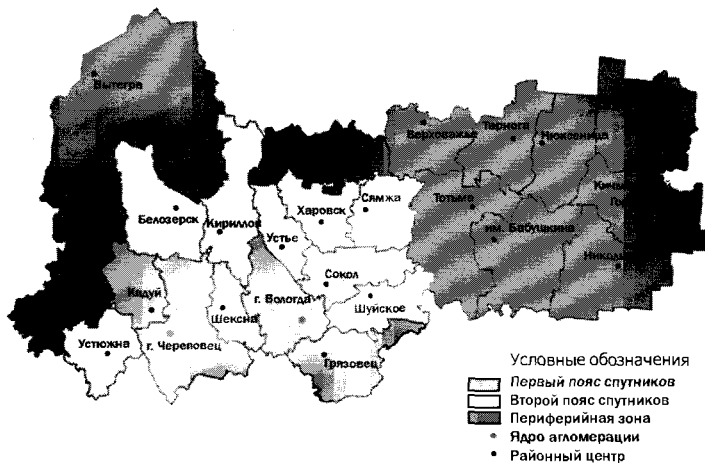 Вытегра
Верховажье
Тарнога
Нюксеница
Тотьма
им. Бабушкина
Белозерск
Кириллов
Харовск
Сямжа
Устье
Сокол
Кадуй
Шексна
г. Вологда
Шуйское
Устюжна
г. Череповец
Грязовец
Условные обозначения
Первый пояс спутников
Второй пояс спутников
Периферийная зона
Ядро агломерации
Районный центр